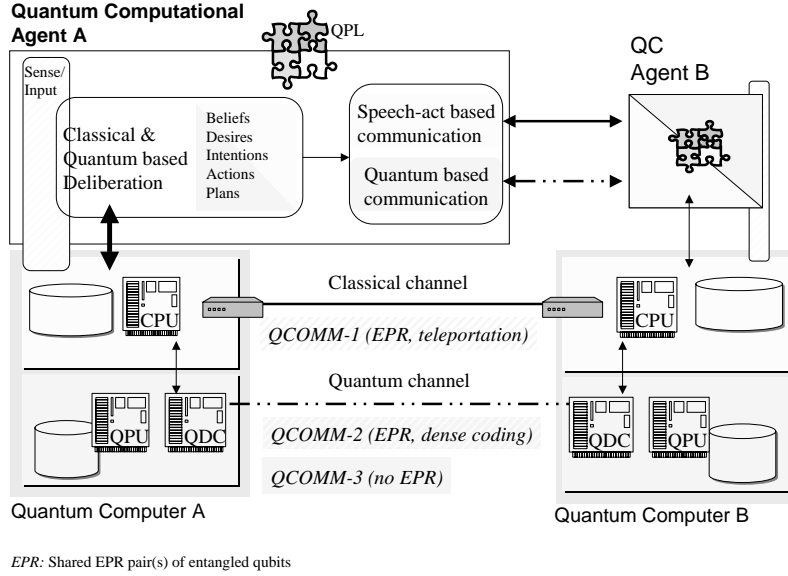 Quantum Computational
Agent A
QPL
QC
Agent B
Sense/
Input
Classical &
Quantum based
Deliberation
Beliefs
Desires
Intentions
Actions
Plans
Speech-act based
communication
Quantum based
communication
Classical channel
CPU
CPU
QCOMM-1 (EPR, teleportation)
Quantum channel
QPU
QDC
QDC
QPU
QCOMM-2 (EPR, dense coding)
QCOMM-3 (no EPR)
Quantum Computer A
Quantum Computer B
EPR: Shared EPR pair(s) of entangled qubits